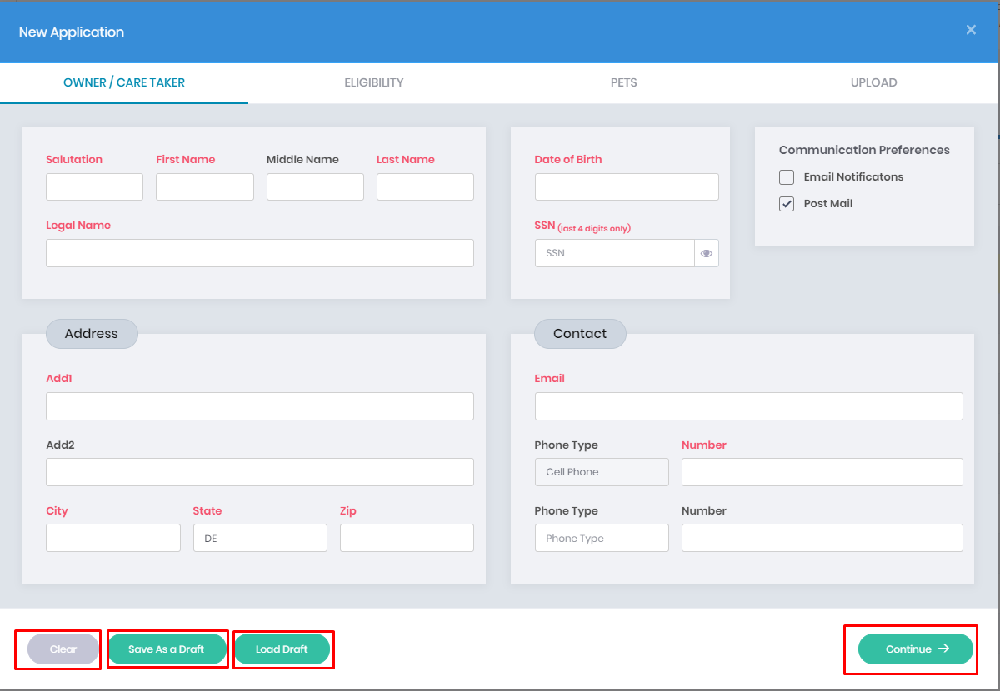 New Application
×
OWNER / CARE TAKER
ELIGIBILITY
PETS
UPLOAD
Salutation
First Name
Middle Name
Last Name
Legal Name
Date of Birth
SSN (last 4 digits only)
SSN
Communication Preferences
Email Notificatons
Post Mail
Address
Add1
Add2
City
State
Zip
DE
Contact
Email
Phone Type
Number
Cell Phone
Phone Type
Number
Phone Type
Clear
Save As a Draft
Load Draft
Continue →